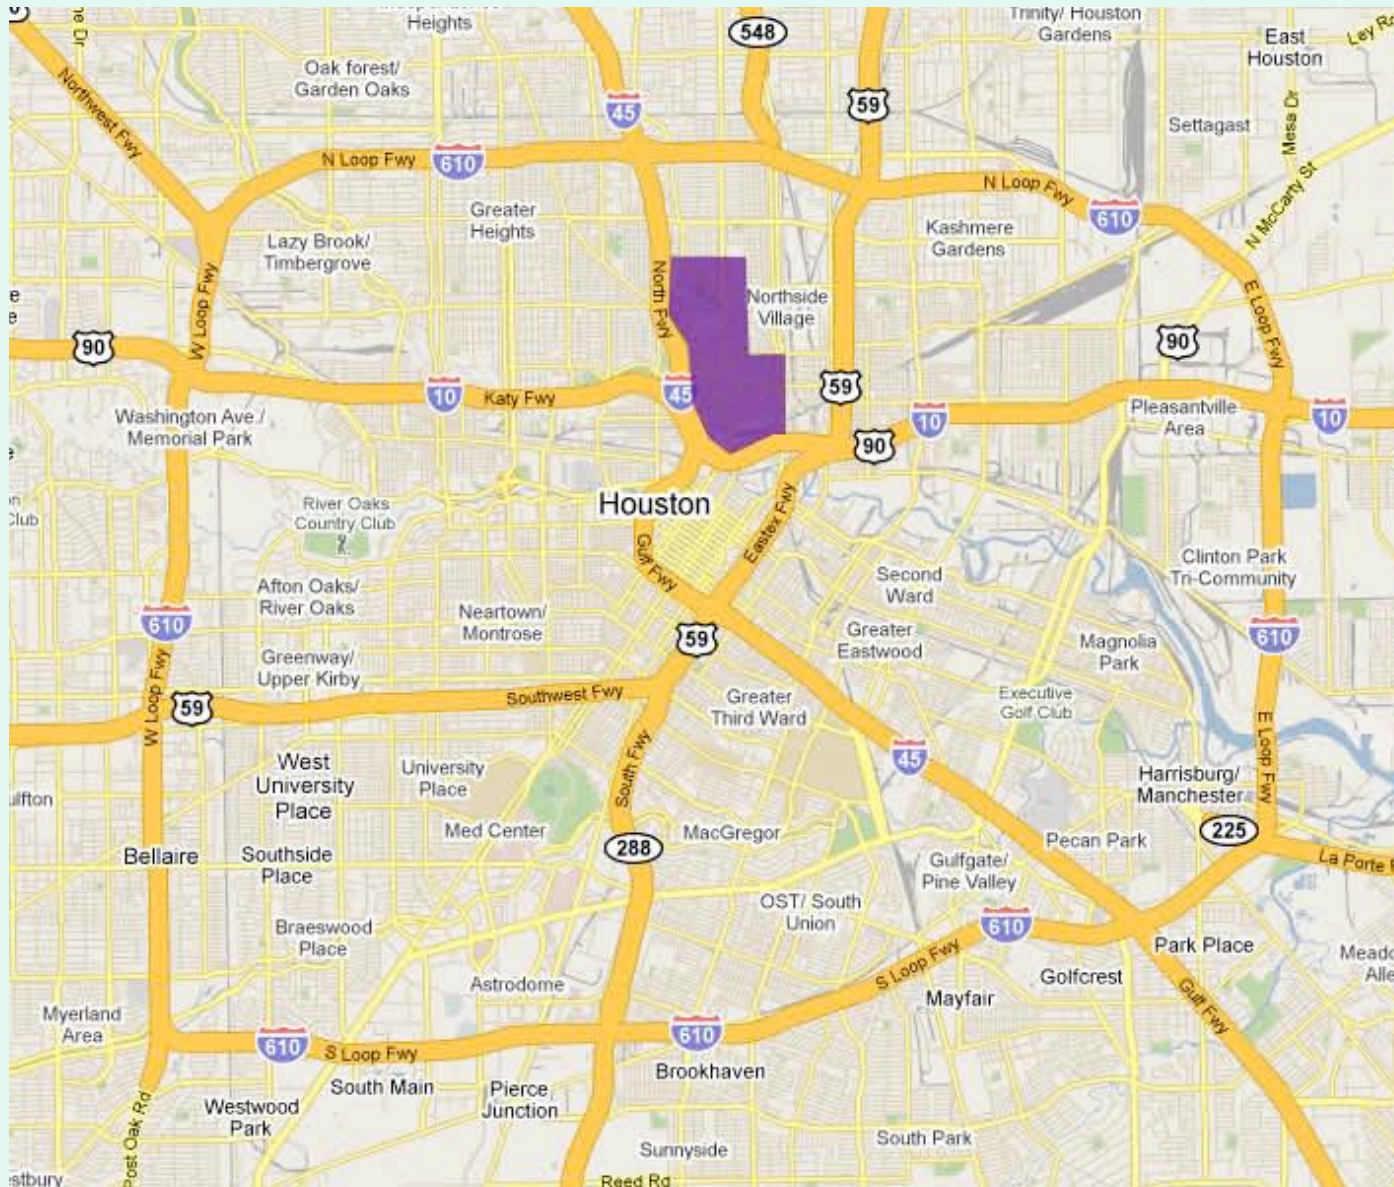 Heights
Trinity/ Houston
Gardens
548
East
Houston
Ley
Oak forest/
Garden Oaks
Northwest Fwy
45
59
Settagast
Mesa Dr
N Loop Fwy
610
N Loop Fwy
610
N McCarty St
Greater
Heights
Kashmere
Gardens
Lazy Brook/
Timbergrove
W Loop Fwy
North Fwy
Northside
Village
E Loop Fwy
90
90
10
Katy Fwy
45
59
10
Pleasantville
Area
10
Washington Ave./
Memorial Park
90
River Oaks
Country Club
Club
Houston
Eastex Fwy
Gulf Fwy
Clinton Park
Tri-Community
Second
Ward
Afton Oaks/
River Oaks
Neartown/
Montrose
610
59
Greater
Eastwood
Magnolia
Park
610
Greenway/
Upper Kirby
W Loop Fwy
59
Southwest Fwy
Greater
Third Ward
Executive
Golf Club
E Loop Fwy
West
University
Place
University
Place
South Fwy
45
Harrisburg/
Manchester
Med Center
MacGregor
288
Pecan Park
225
La Porte
Bellaire
Southside
Place
Gulfgate/
Pine Valley
OST/ South
Union
Braeswood
Place
610
Park Place
S Loop Fwy
Golfcrest
Astrodome
Mayfair
Gulf Fwy
Myerland
Area
610
S Loop Fwy
610
Brookhaven
South Main
Pierce
Junction
Westwood
Park
Post Oak Rd
Sunnyside
South Park
Reed Rd